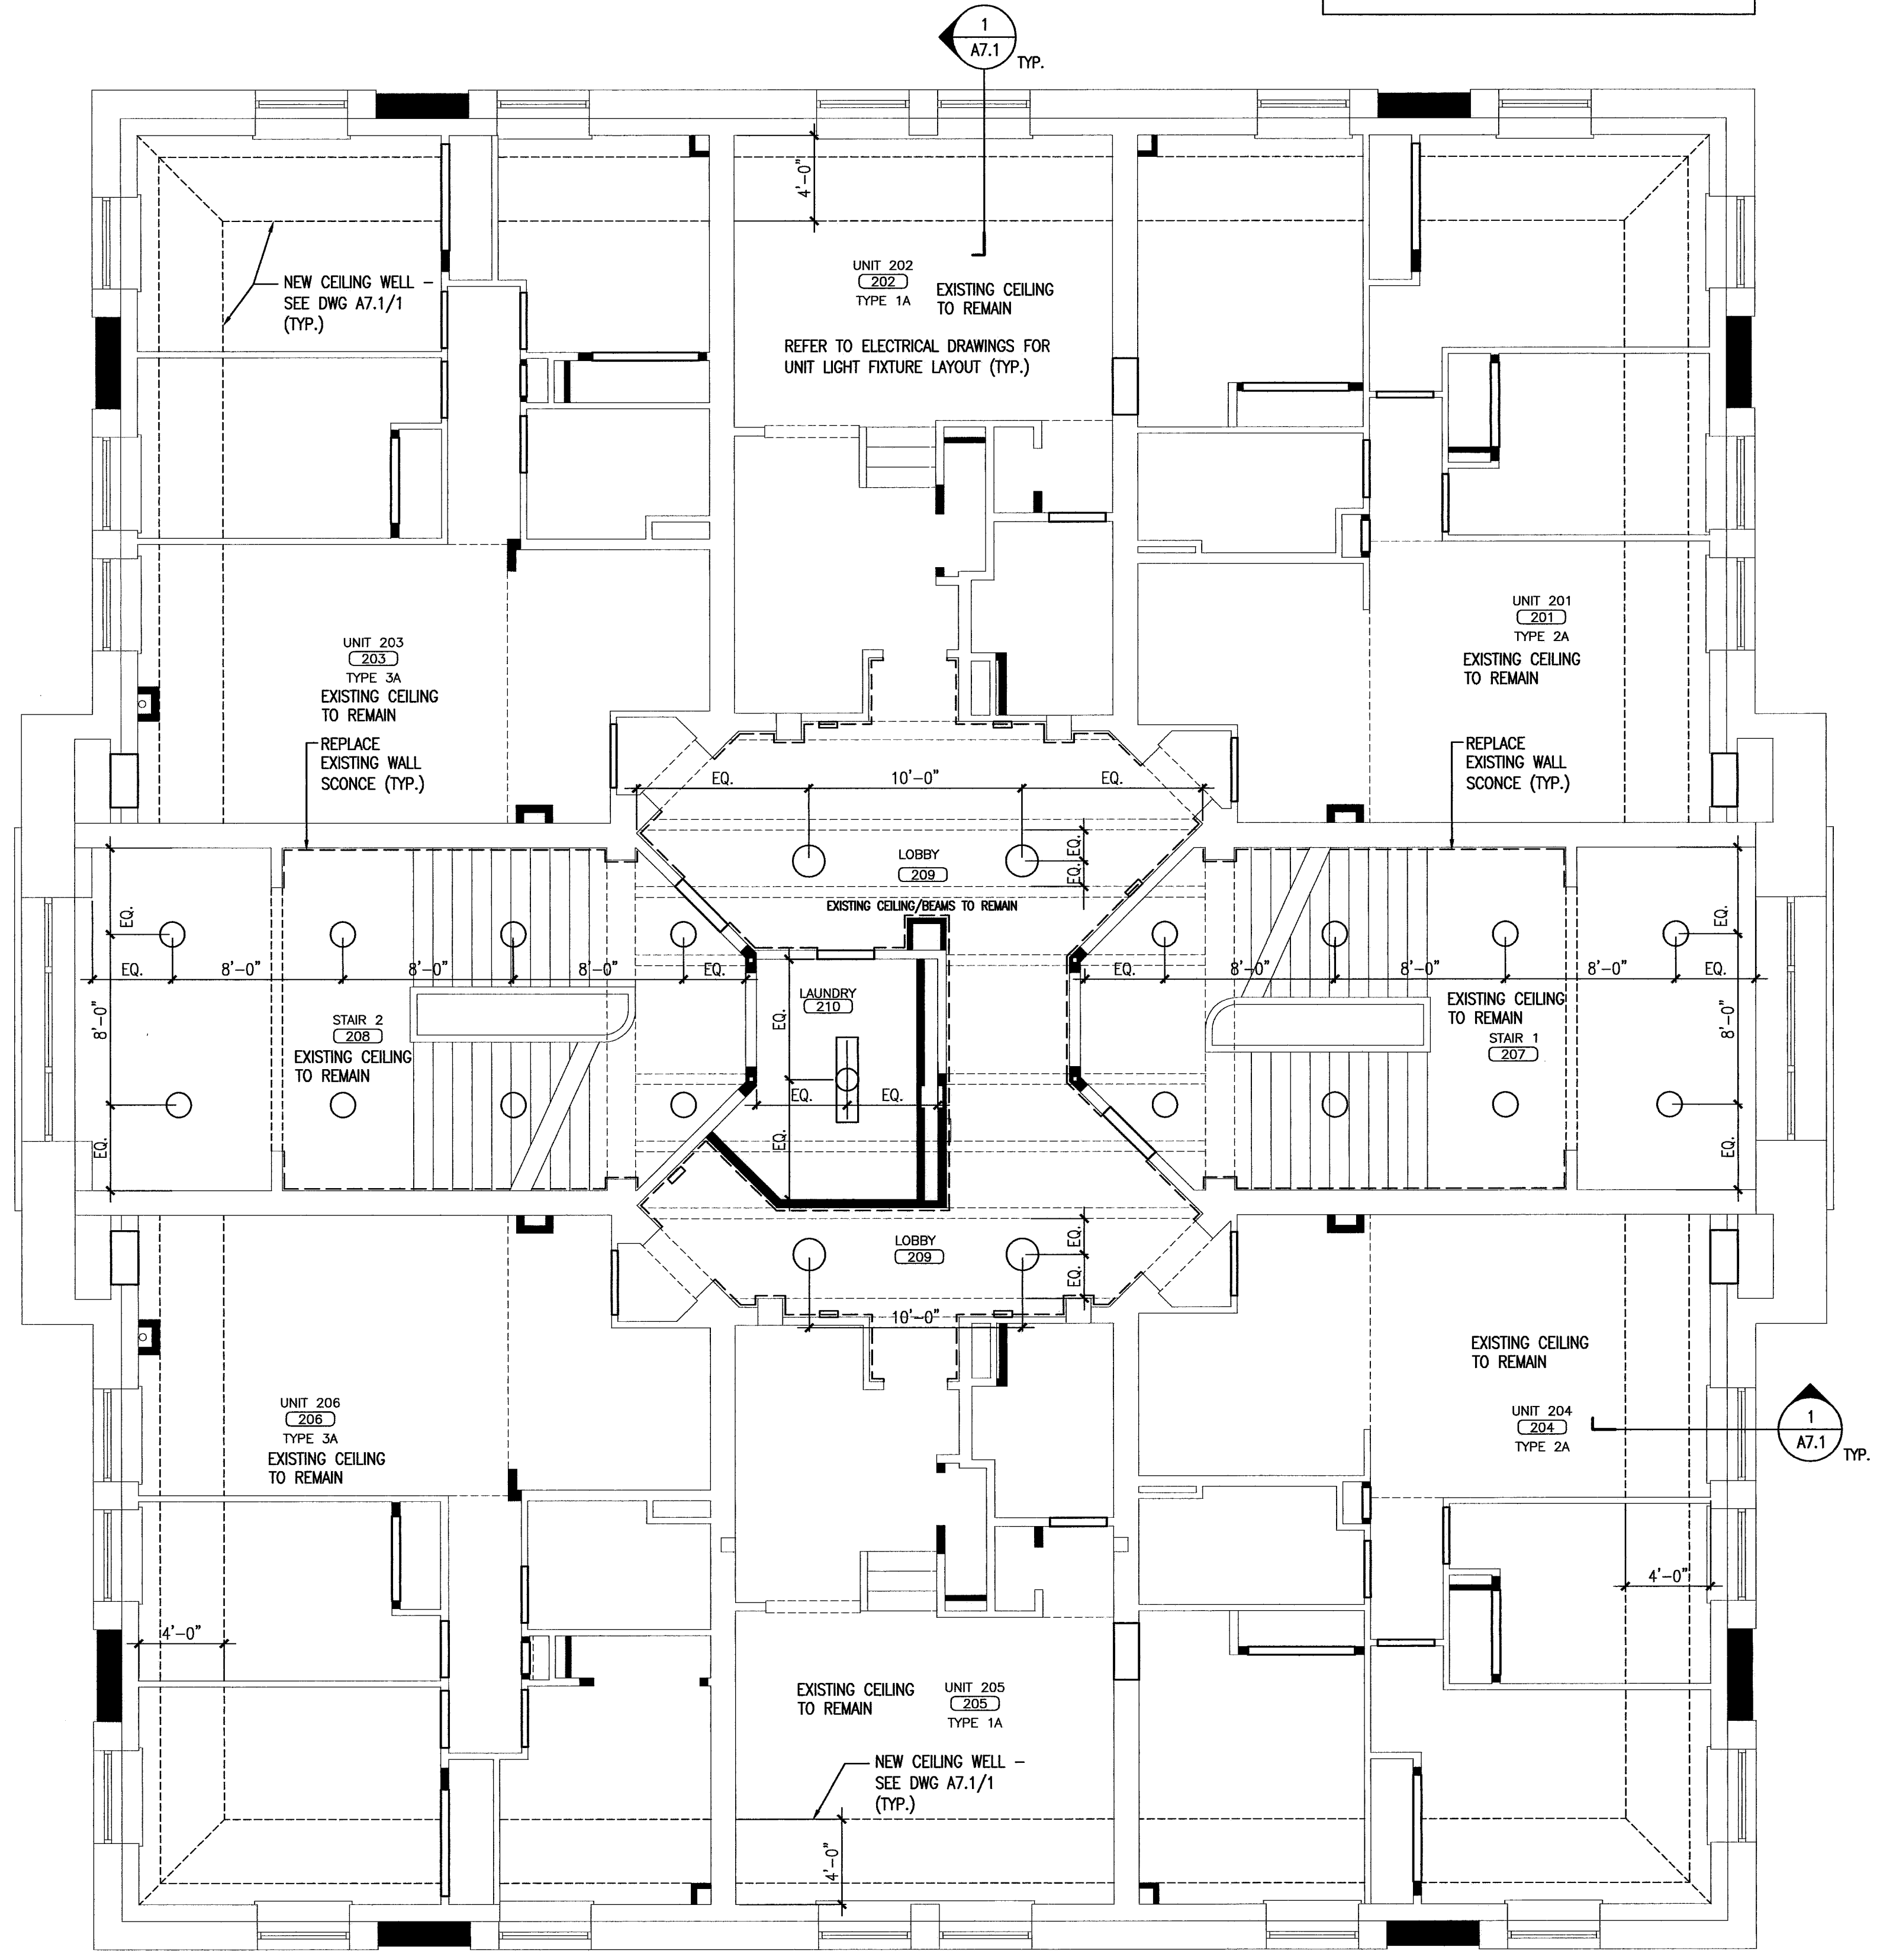 1
A7.1
TYP.
4'-0"
UNIT 202
202
TYPE 1A
EXISTING CEILING
TO REMAIN
REFER TO ELECTRICAL DRAWINGS FOR
UNIT LIGHT FIXTURE LAYOUT (TYP.)
NEW CEILING WELL –
SEE DWG A7.1/1
(TYP.)
UNIT 203
203
TYPE 3A
EXISTING CEILING
TO REMAIN
REPLACE
EXISTING WALL
SCONCE (TYP.)
UNIT 201
201
TYPE 2A
EXISTING CEILING
TO REMAIN
REPLACE
EXISTING WALL
SCONCE (TYP.)
EQ.
10'-0"
EQ.
EQ.
EQ.
LOBBY
209
EXISTING CEILING/BEAMS TO REMAIN
EQ.
EQ.
8'-0"
8'-0"
8'-0"
EQ.
8'-0"
EQ.
STAIR 2
208
EXISTING CEILING
TO REMAIN
LAUNDRY
210
EQ.
EQ.
EQ.
EQ.
EQ.
8'-0"
8'-0"
8'-0"
EQ.
EQ.
8'-0"
EQ.
EXISTING CEILING
TO REMAIN
STAIR 1
207
LOBBY
209
EQ.
EQ.
10'-0"
UNIT 206
206
TYPE 3A
EXISTING CEILING
TO REMAIN
4'-0"
EXISTING CEILING
TO REMAIN
UNIT 204
204
TYPE 2A
1
A7.1
TYP.
4'-0"
EXISTING CEILING
TO REMAIN
UNIT 205
205
TYPE 1A
NEW CEILING WELL –
SEE DWG A7.1/1
(TYP.)
4'-0"